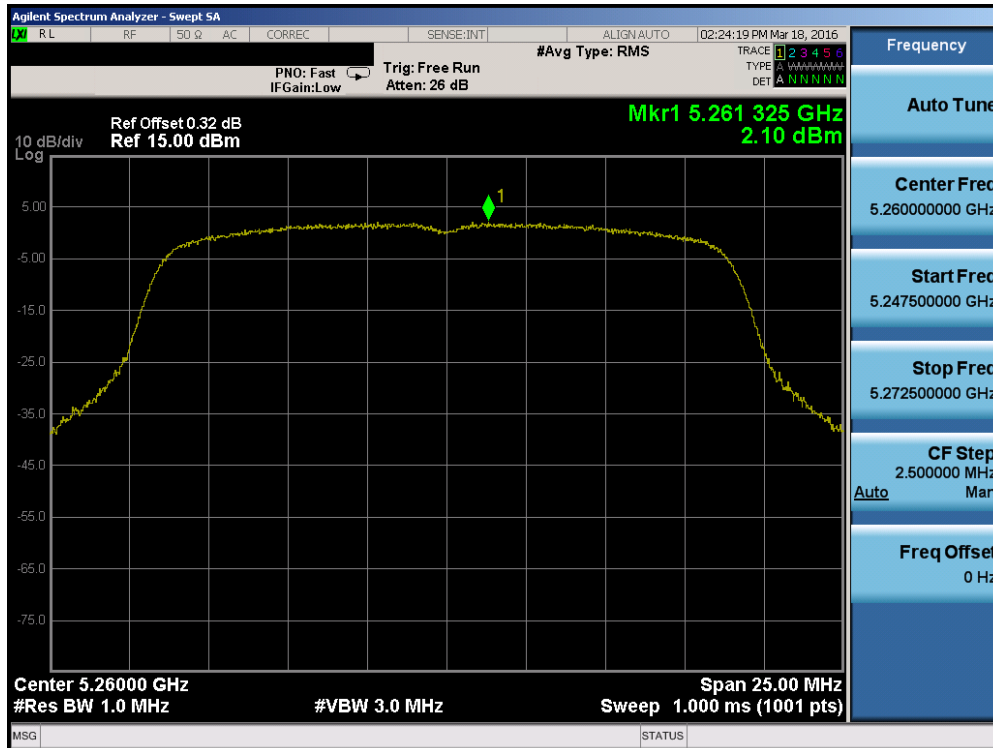 Agilent Spectrum Analyzer - Swept SA
LXI RL RF 50 Ω AC CORREC SENSE:INT ALIGN AUTO 02:24:19 PM Mar 18, 2016
#Avg Type: RMS TRACE 1 2 3 4 5 6
PNO: Fast Trig: Free Run TYPE A WWWWW
IFGain:Low Atten: 26 dB DET A N N N N N
Mkr1 5.261 325 GHz
2.10 dBm
Ref Offset 0.32 dB
10 dB/div Ref 15.00 dBm
Log
1
5.00
-5.00
-15.0
-25.0
-35.0
-45.0
-55.0
-65.0
-75.0
Center 5.26000 GHz Span 25.00 MHz
#Res BW 1.0 MHz #VBW 3.0 MHz Sweep 1.000 ms (1001 pts)
MSG STATUS
Frequency
Auto Tune
Center Freq
5.260000000 GHz
Start Freq
5.247500000 GHz
Stop Freq
5.272500000 GHz
CF Step
2.500000 MHz
Auto Man
Freq Offset
0 Hz